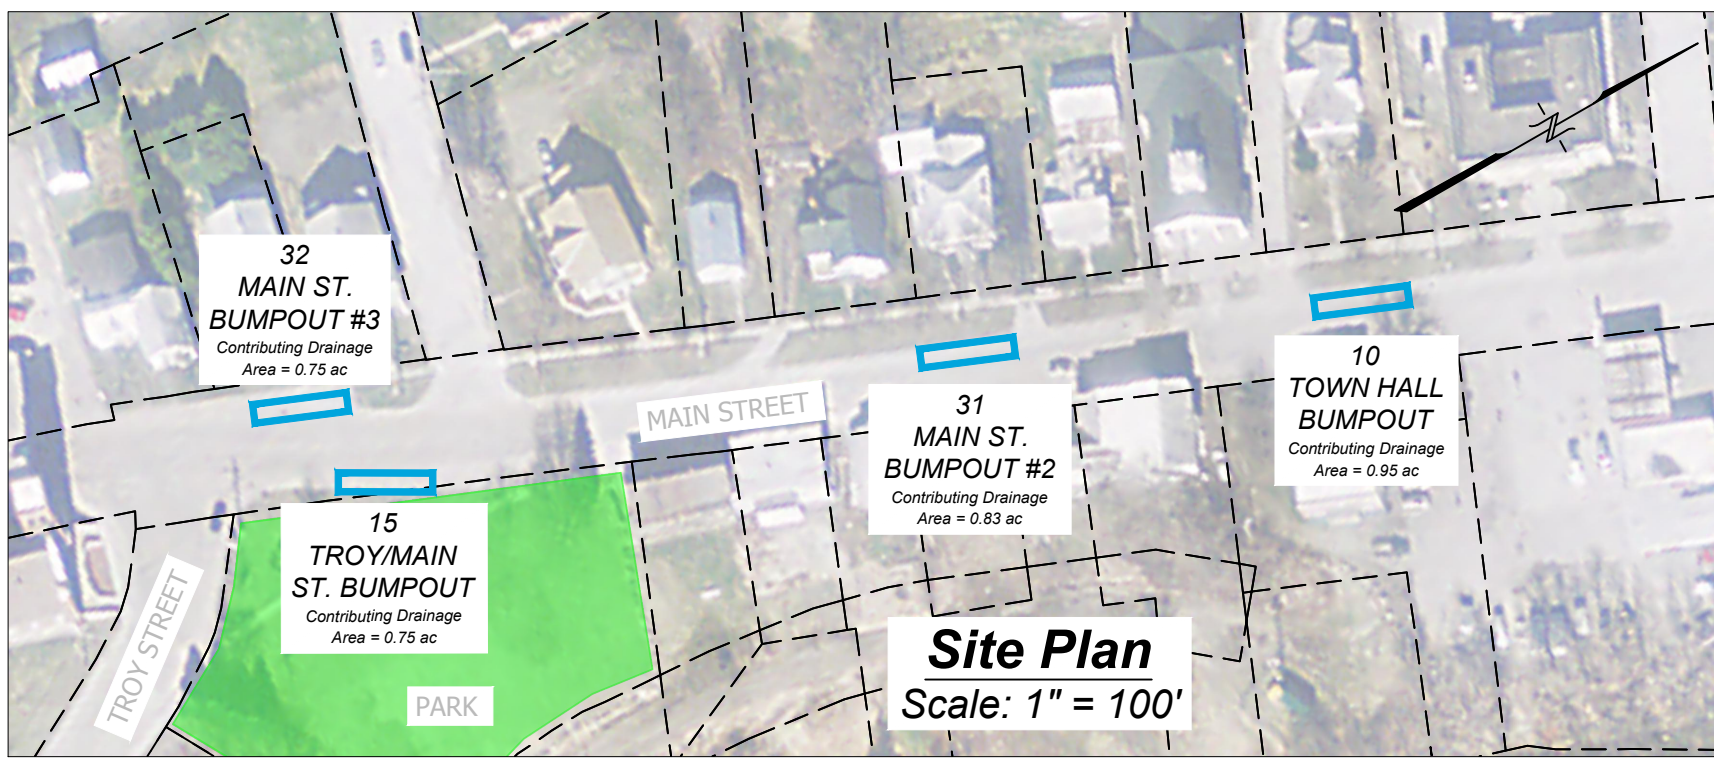 32
MAIN ST.
BUMPOUT #3
Contributing Drainage
Area = 0.75 ac
MAIN STREET
31
MAIN ST.
BUMPOUT #2
Contributing Drainage
Area = 0.83 ac
10
TOWN HALL
BUMPOUT
Contributing Drainage
Area = 0.95 ac
15
TROY/MAIN
ST. BUMPOUT
Contributing Drainage
Area = 0.75 ac
TROY STREET
PARK
Site Plan
Scale: 1" = 100'